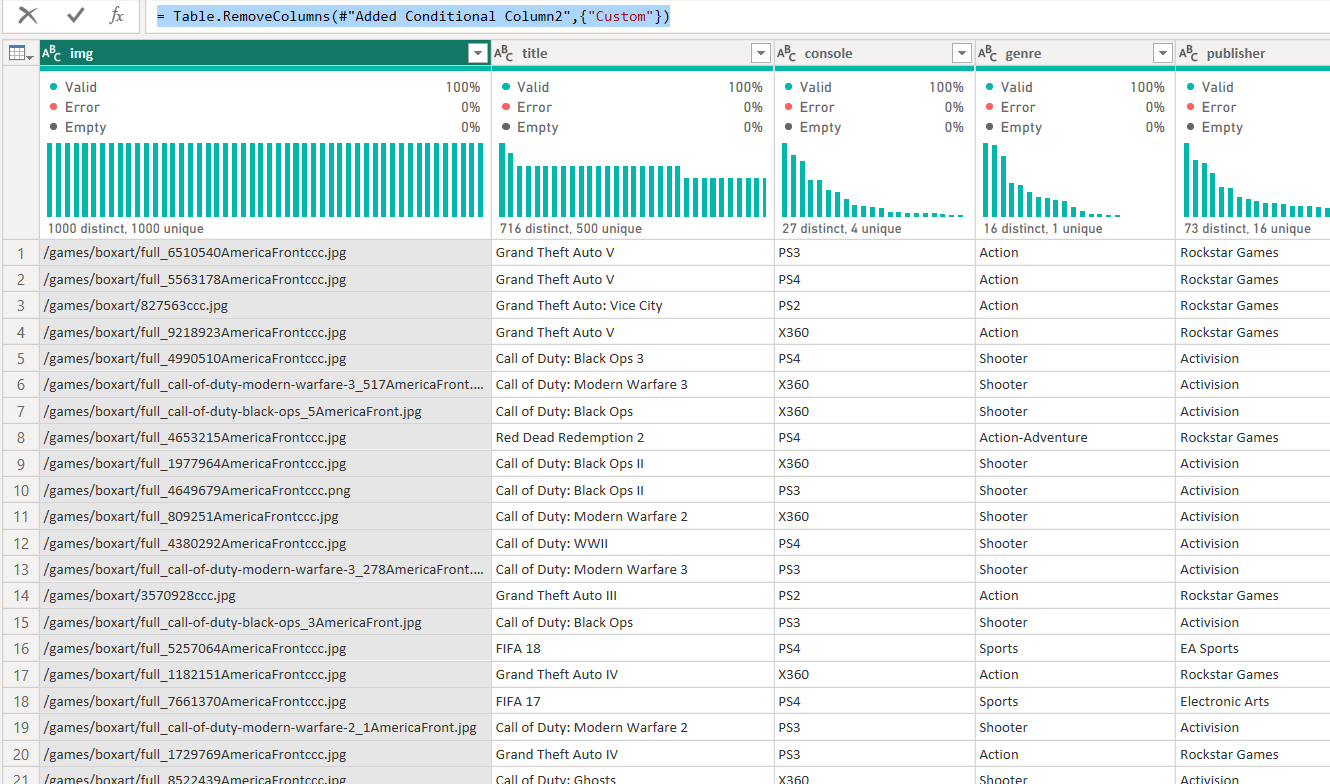 fx = Table.RemoveColumns(#"Added Conditional Column2",{"Custom"})
ABC img ABC title ABC console ABC genre ABC publisher
Valid 100% Valid 100% Valid 100% Valid 100% Valid
Error 0% Error 0% Error 0% Error 0% Error
Empty 0% Empty 0% Empty 0% Empty 0% Empty
1000 distinct, 1000 unique 716 distinct, 500 unique 27 distinct, 4 unique 16 distinct, 1 unique 73 distinct, 16 unique
1 /games/boxart/full_6510540AmericaFrontccc.jpg Grand Theft Auto V PS3 Action Rockstar Games
2 /games/boxart/full_5563178AmericaFrontccc.jpg Grand Theft Auto V PS4 Action Rockstar Games
3 /games/boxart/827563ccc.jpg Grand Theft Auto: Vice City PS2 Action Rockstar Games
4 /games/boxart/full_9218923AmericaFrontccc.jpg Grand Theft Auto V X360 Action Rockstar Games
5 /games/boxart/full_4990510AmericaFrontccc.jpg Call of Duty: Black Ops 3 PS4 Shooter Activision
6 /games/boxart/full_call-of-duty-modern-warfare-3_517AmericaFront.... Call of Duty: Modern Warfare 3 X360 Shooter Activision
7 /games/boxart/full_call-of-duty-black-ops_5AmericaFront.jpg Call of Duty: Black Ops X360 Shooter Activision
8 /games/boxart/full_4653215AmericaFrontccc.jpg Red Dead Redemption 2 PS4 Action-Adventure Rockstar Games
9 /games/boxart/full_1977964AmericaFrontccc.jpg Call of Duty: Black Ops II X360 Shooter Activision
10 /games/boxart/full_4649679AmericaFrontccc.png Call of Duty: Black Ops II PS3 Shooter Activision
11 /games/boxart/full_809251AmericaFrontccc.jpg Call of Duty: Modern Warfare 2 X360 Shooter Activision
12 /games/boxart/full_4380292AmericaFrontccc.jpg Call of Duty: WWII PS4 Shooter Activision
13 /games/boxart/full_call-of-duty-modern-warfare-3_278AmericaFront.... Call of Duty: Modern Warfare 3 PS3 Shooter Activision
14 /games/boxart/3570928ccc.jpg Grand Theft Auto III PS2 Action Rockstar Games
15 /games/boxart/full_call-of-duty-black-ops_3AmericaFront.jpg Call of Duty: Black Ops PS3 Shooter Activision
16 /games/boxart/full_5257064AmericaFrontccc.jpg FIFA 18 PS4 Sports EA Sports
17 /games/boxart/full_1182151AmericaFrontccc.jpg Grand Theft Auto IV X360 Action Rockstar Games
18 /games/boxart/full_7661370AmericaFrontccc.jpg FIFA 17 PS4 Sports Electronic Arts
19 /games/boxart/full_call-of-duty-modern-warfare-2_1AmericaFront.jpg Call of Duty: Modern Warfare 2 PS3 Shooter Activision
20 /games/boxart/full_1729769AmericaFrontccc.jpg Grand Theft Auto IV PS3 Action Rockstar Games
21 /games/boxart/full_8522439AmericaFrontccc.jpg Call of Duty: Ghosts X360 Shooter Activision